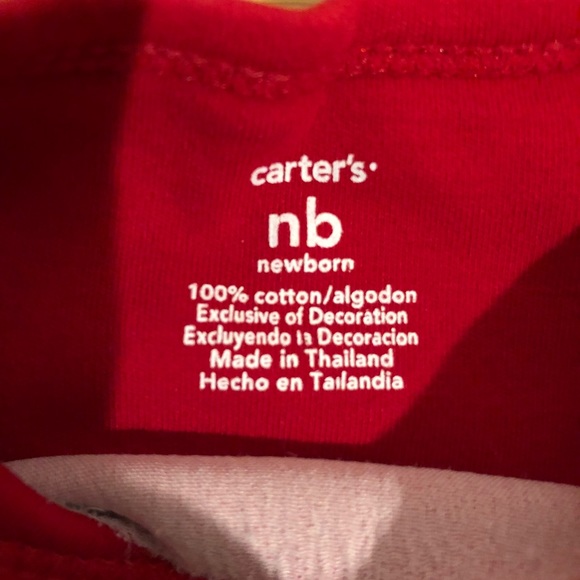 carter's
nb
newborn
100% cotton/algodon
Exclusive of Decoration
Excluyendo la Decoracion
Made in Thailand
Hecho en Tailandia